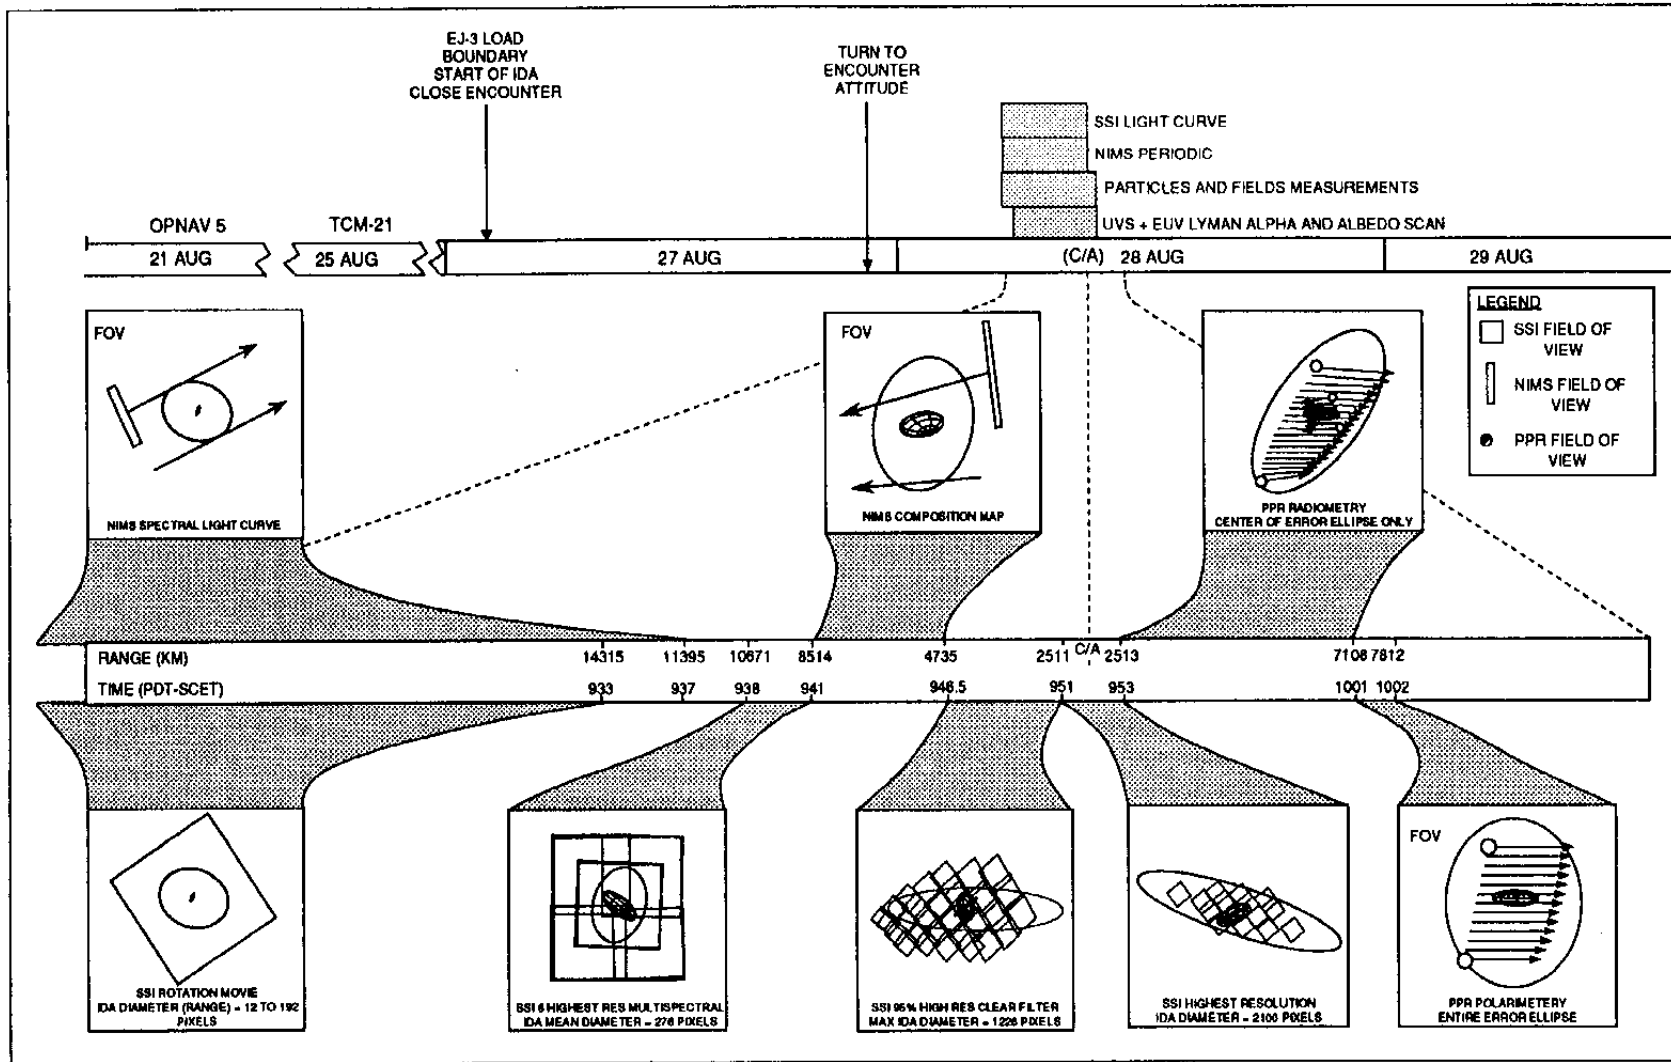 EJ-3 LOAD
BOUNDARY
START OF IDA
CLOSE ENCOUNTER
TURN TO
ENCOUNTER
ATTITUDE
SSI LIGHT CURVE
NIMS PERIODIC
PARTICLES AND FIELDS MEASUREMENTS
UVS + EUV LYMAN ALPHA AND ALBEDO SCAN
OPNAV 5
TCM-21
21 AUG
25 AUG
27 AUG
(C/A)
28 AUG
29 AUG
FOV
NIMS SPECTRAL LIGHT CURVE
FOV
NIMS COMPOSITION MAP
PPR RADIOMETRY
CENTER OF ERROR ELLIPSE ONLY
LEGEND
SSI FIELD OF
VIEW
NIMS FIELD OF
VIEW
PPR FIELD OF
VIEW
RANGE (KM) 14315 11395 10671 8514 4735 2511 C/A 2513 7108 7812
TIME (PDT-SCET) 933 937 938 941 946.5 951 953 1001 1002
SSI ROTATION MOVIE
IDA DIAMETER (RANGE) = 12 TO 192
PIXELS
SSI 6 HIGHEST RES MULTISPECTRAL
IDA MEAN DIAMETER = 276 PIXELS
SSI 95% HIGH RES CLEAR FILTER
MAX IDA DIAMETER = 1226 PIXELS
SSI HIGHEST RESOLUTION
IDA DIAMETER = 2100 PIXELS
FOV
PPR POLARIMETERY
ENTIRE ERROR ELLIPSE